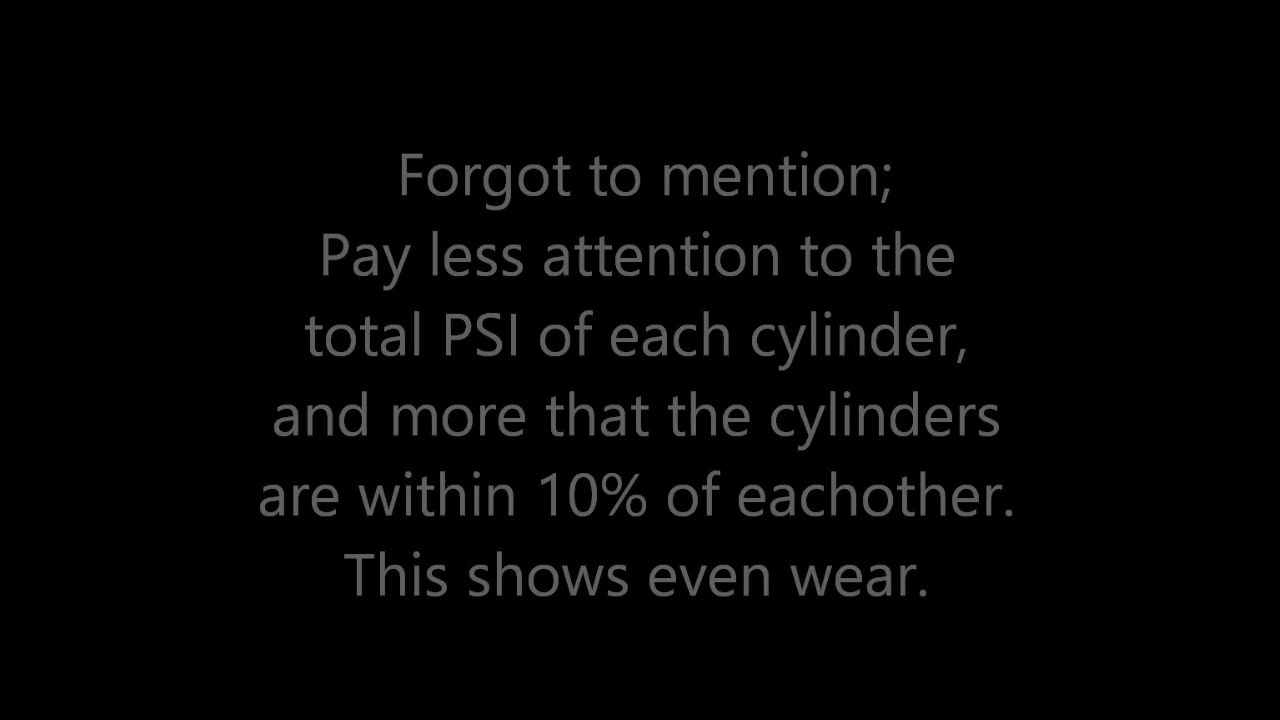 Forgot to mention;
Pay less attention to the
total PSI of each cylinder,
and more that the cylinders
are within 10% of eachother.
This shows even wear.